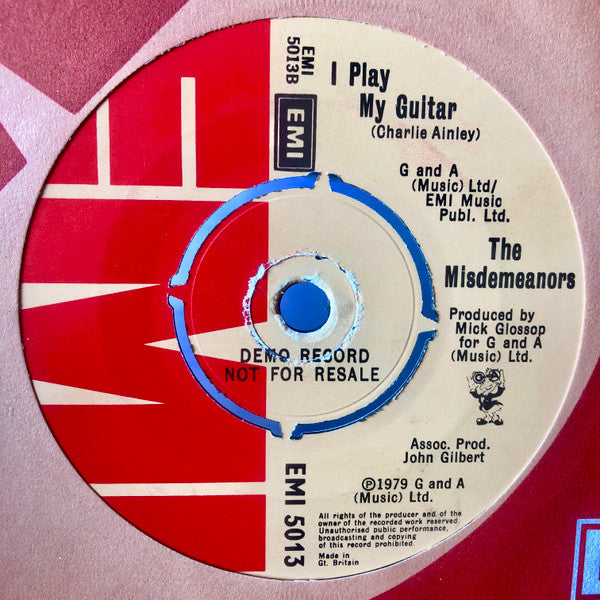 EMI
5013B
EMI
I Play
My Guitar
(Charlie Ainley)
G and A
(Music) Ltd/
EMI Music
Publ. Ltd.
The
Misdemeanors
Produced by
Mick Glossop
for G and A
(Music) Ltd.
DEMO RECORD
NOT FOR RESALE
Assoc. Prod.
John Gilbert
EMI 5013
Ⓟ1979 G and A
(Music) Ltd.
All rights of the producer and of the
owner of the recorded work reserved.
Unauthorised public performance,
broadcasting and copying
of this record prohibited.
Made in
Gt. Britain